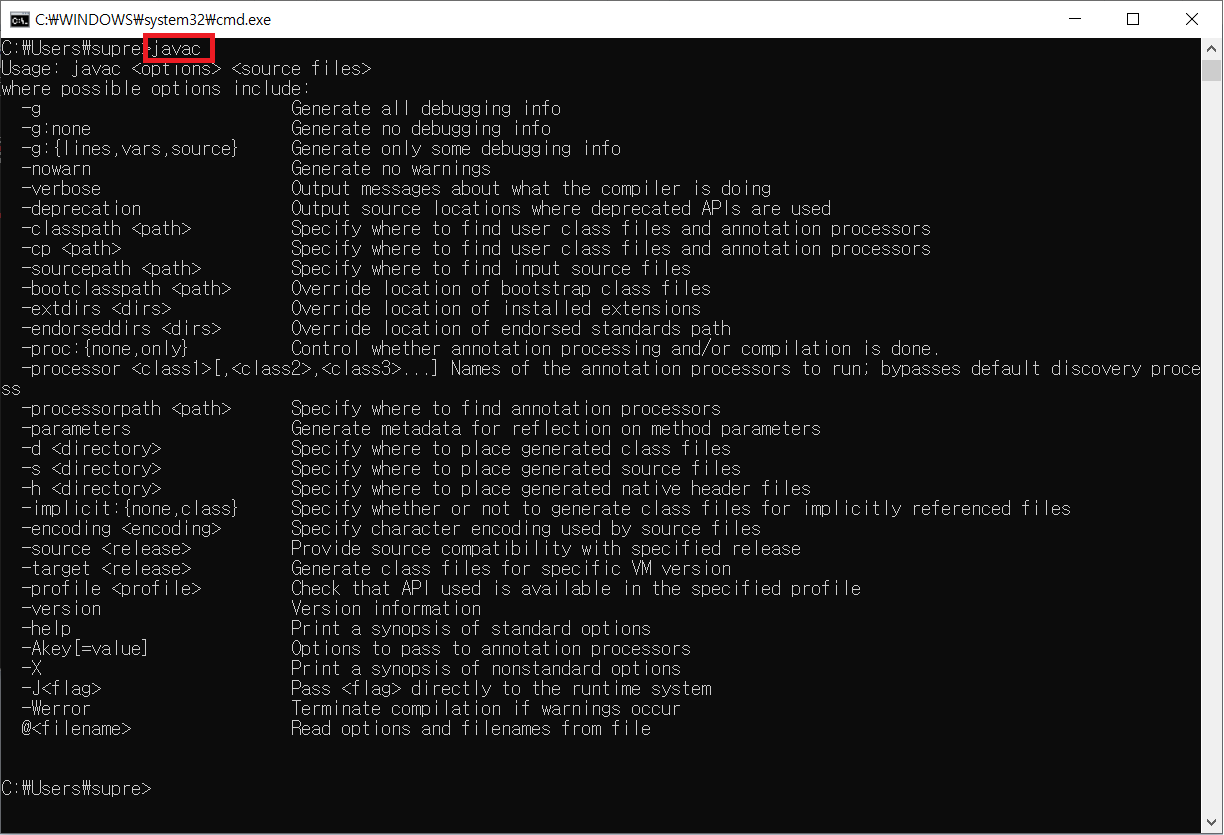 C:₩WINDOWS₩system32₩cmd.exe
C:₩Users₩supre>javac
Usage: javac <options> <source files>
where possible options include:
  -g                         Generate all debugging info
  -g:none                    Generate no debugging info
  -g:{lines,vars,source}     Generate only some debugging info
  -nowarn                    Generate no warnings
  -verbose                   Output messages about what the compiler is doing
  -deprecation               Output source locations where deprecated APIs are used
  -classpath <path>          Specify where to find user class files and annotation processors
  -cp <path>                 Specify where to find user class files and annotation processors
  -sourcepath <path>         Specify where to find input source files
  -bootclasspath <path>      Override location of bootstrap class files
  -extdirs <dirs>            Override location of installed extensions
  -endorseddirs <dirs>       Override location of endorsed standards path
  -proc:{none,only}          Control whether annotation processing and/or compilation is done.
  -processor <class1>[,<class2>,<class3>...] Names of the annotation processors to run; bypasses default discovery proce
ss
  -processorpath <path>      Specify where to find annotation processors
  -parameters                Generate metadata for reflection on method parameters
  -d <directory>             Specify where to place generated class files
  -s <directory>             Specify where to place generated source files
  -h <directory>             Specify where to place generated native header files
  -implicit:{none,class}     Specify whether or not to generate class files for implicitly referenced files
  -encoding <encoding>       Specify character encoding used by source files
  -source <release>          Provide source compatibility with specified release
  -target <release>          Generate class files for specific VM version
  -profile <profile>         Check that API used is available in the specified profile
  -version                   Version information
  -help                      Print a synopsis of standard options
  -Akey[=value]              Options to pass to annotation processors
  -X                         Print a synopsis of nonstandard options
  -J<flag>                   Pass <flag> directly to the runtime system
  -Werror                    Terminate compilation if warnings occur
  @<filename>                Read options and filenames from file
C:₩Users₩supre>